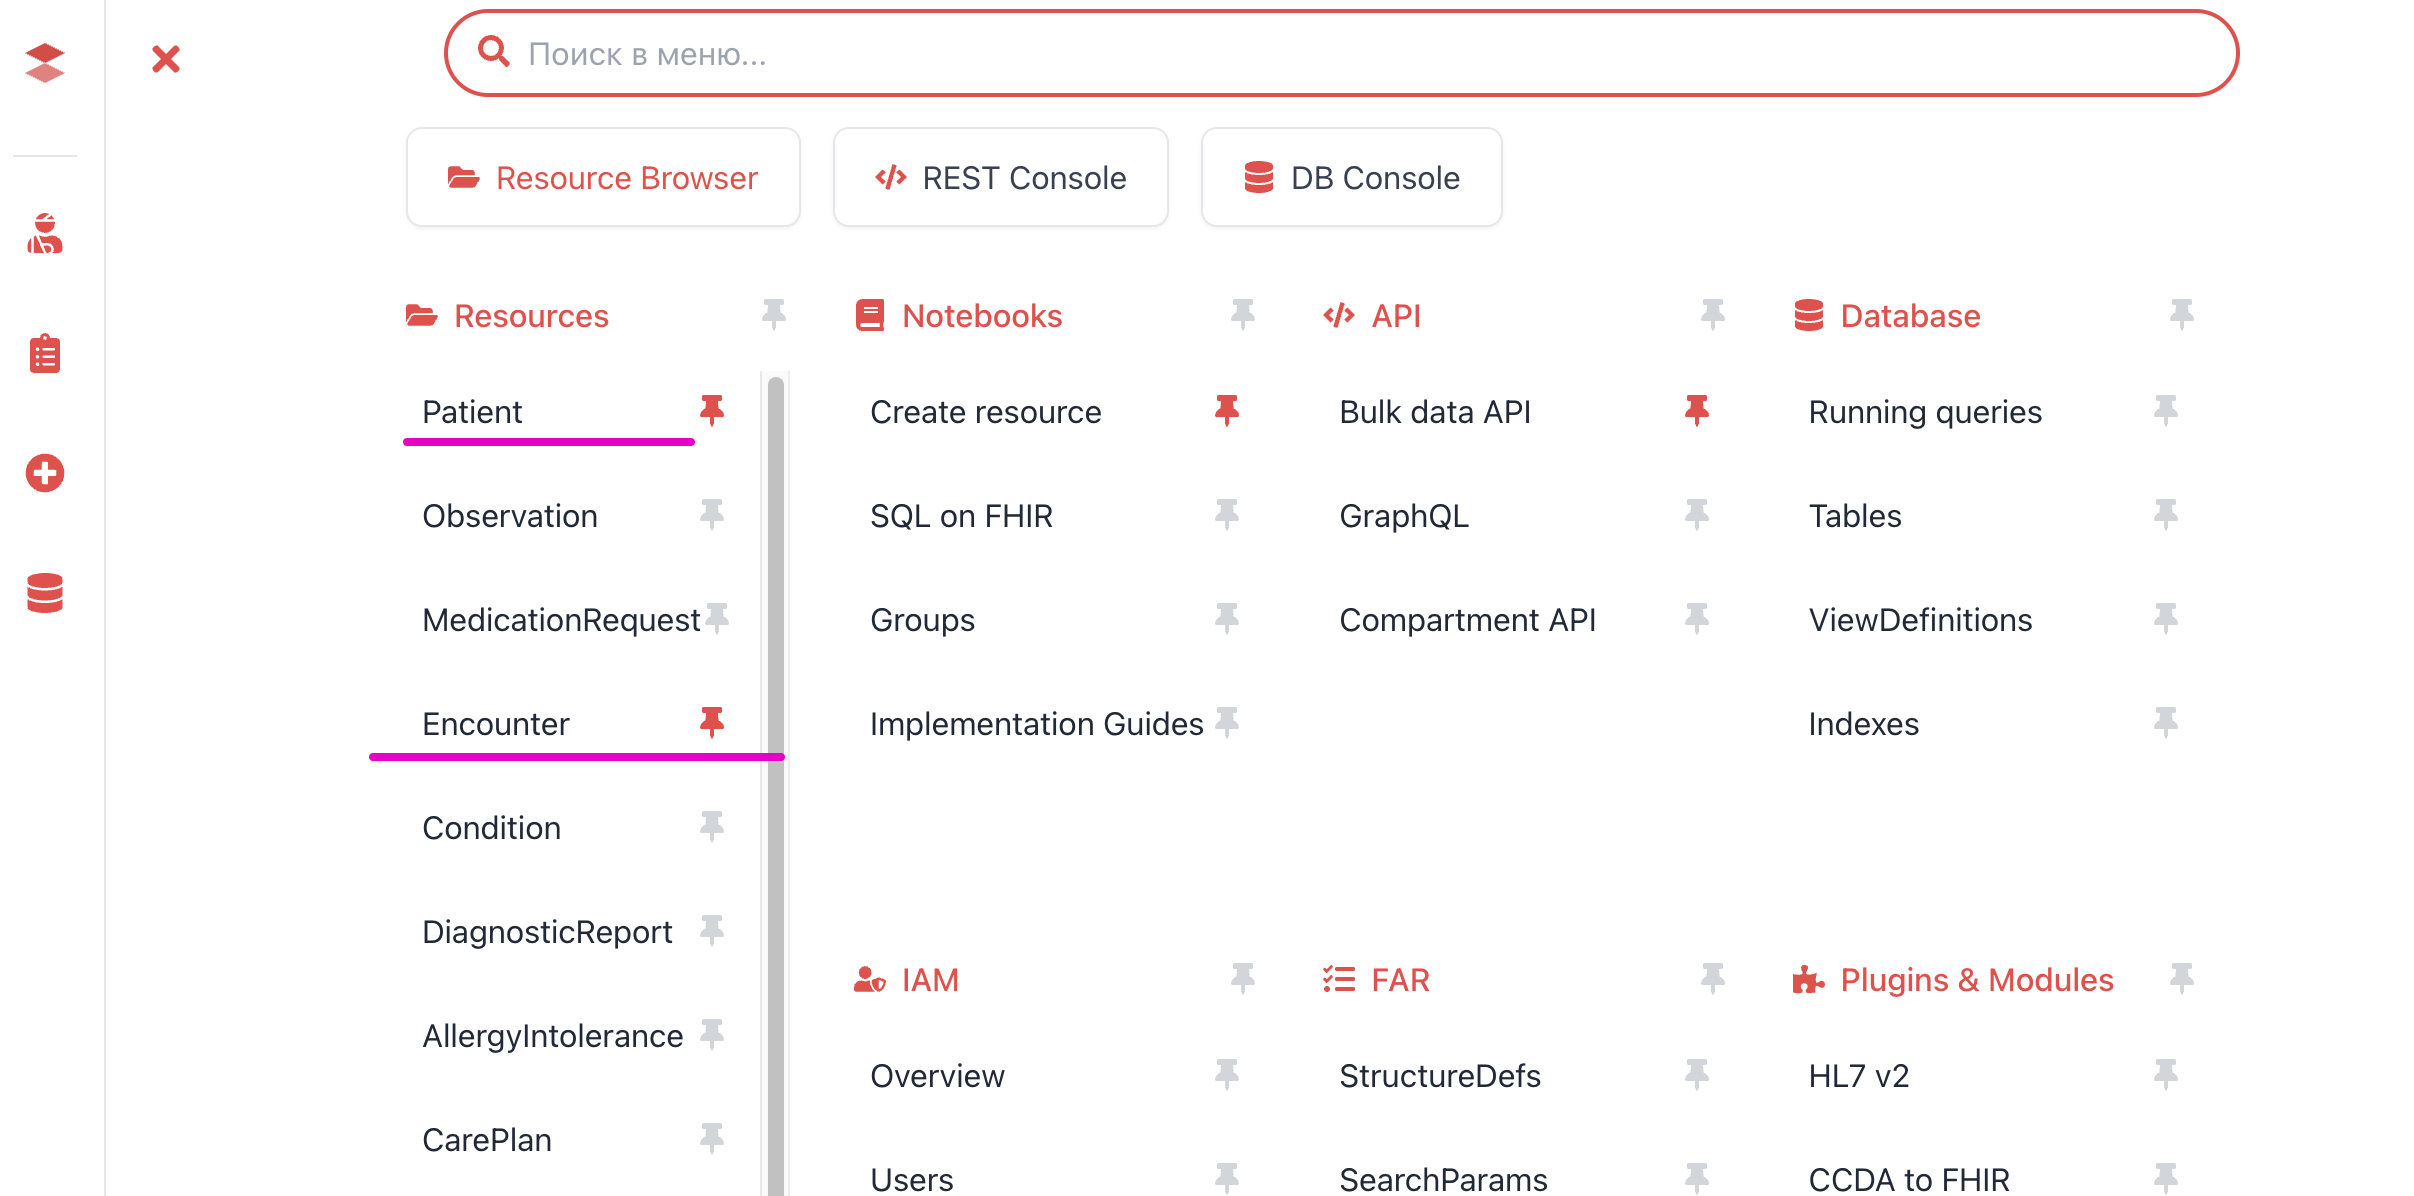 Поиск в меню...
Resource Browser
REST Console
DB Console
Resources
Patient
Observation
MedicationRequest
Encounter
Condition
DiagnosticReport
AllergyIntolerance
CarePlan
Notebooks
Create resource
SQL on FHIR
Groups
Implementation Guides
API
Bulk data API
GraphQL
Compartment API
Database
Running queries
Tables
ViewDefinitions
Indexes
IAM
Overview
Users
FAR
StructureDefs
SearchParams
Plugins & Modules
HL7 v2
CCDA to FHIR